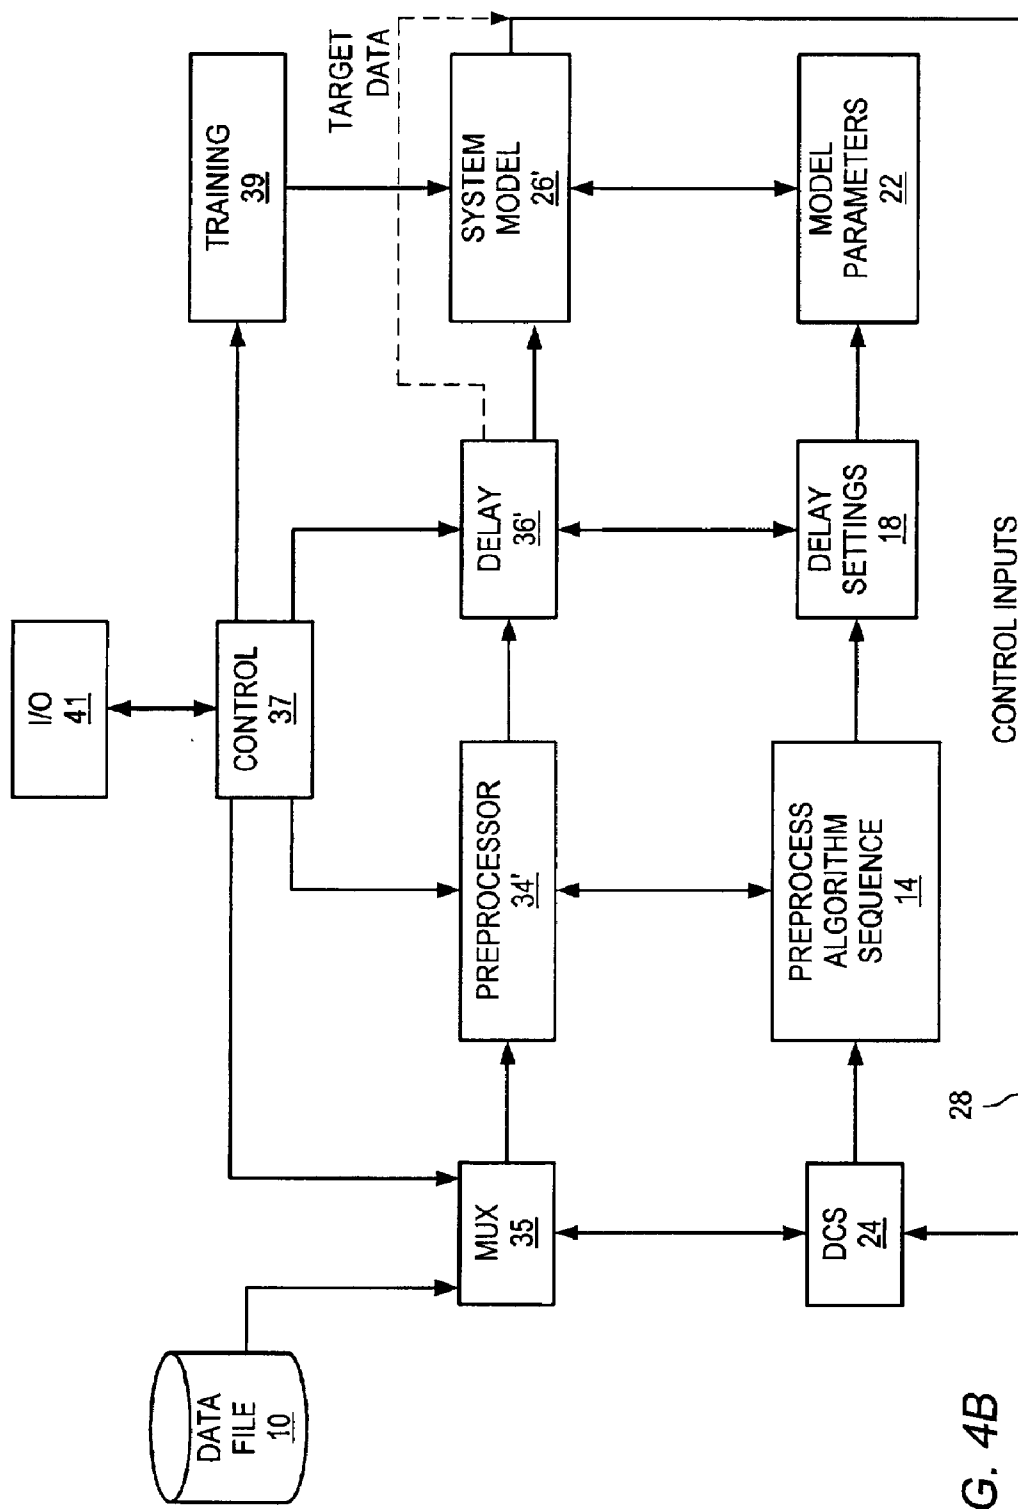 I/O
41
CONTROL
37
TRAINING
39
TARGET
DATA
DATA
FILE
10
MUX
35
PREPROCESSOR
34'
DELAY
36'
SYSTEM
MODEL
26'
DCS
24
PREPROCESS
ALGORITHM
SEQUENCE
14
DELAY
SETTINGS
18
MODEL
PARAMETERS
22
28
CONTROL INPUTS
G. 4B